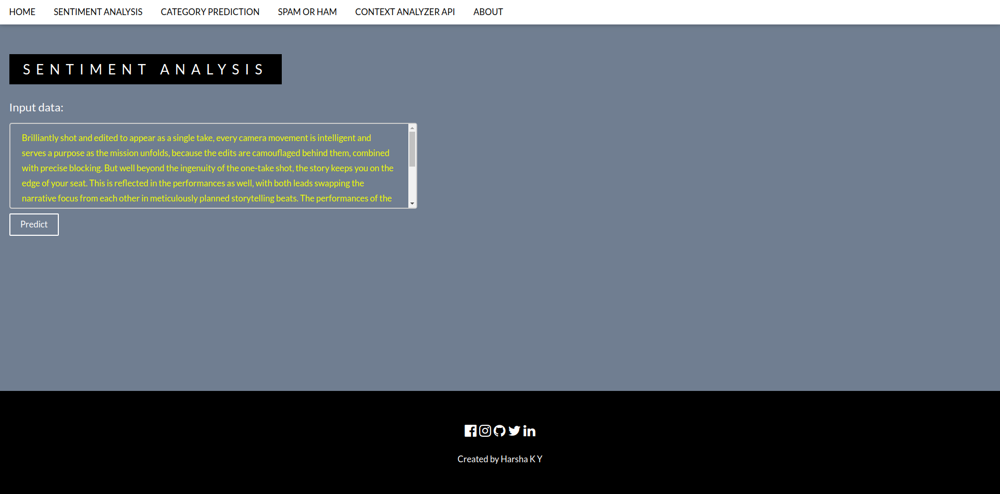 HOME SENTIMENT ANALYSIS CATEGORY PREDICTION SPAM OR HAM CONTEXT ANALYZER API ABOUT
SENTIMENT ANALYSIS
Input data:
Brilliantly shot and edited to appear as a single take, every camera movement is intelligent and
serves a purpose as the mission unfolds, because the edits are camouflaged behind them, combined
with precise blocking. But well beyond the ingenuity of the one-take shot, the story keeps you on the
edge of your seat. This is reflected in the performances as well, with both leads swapping the
narrative focus from each other in meticulously planned storytelling beats. The performances of the
Predict
Created by Harsha K Y